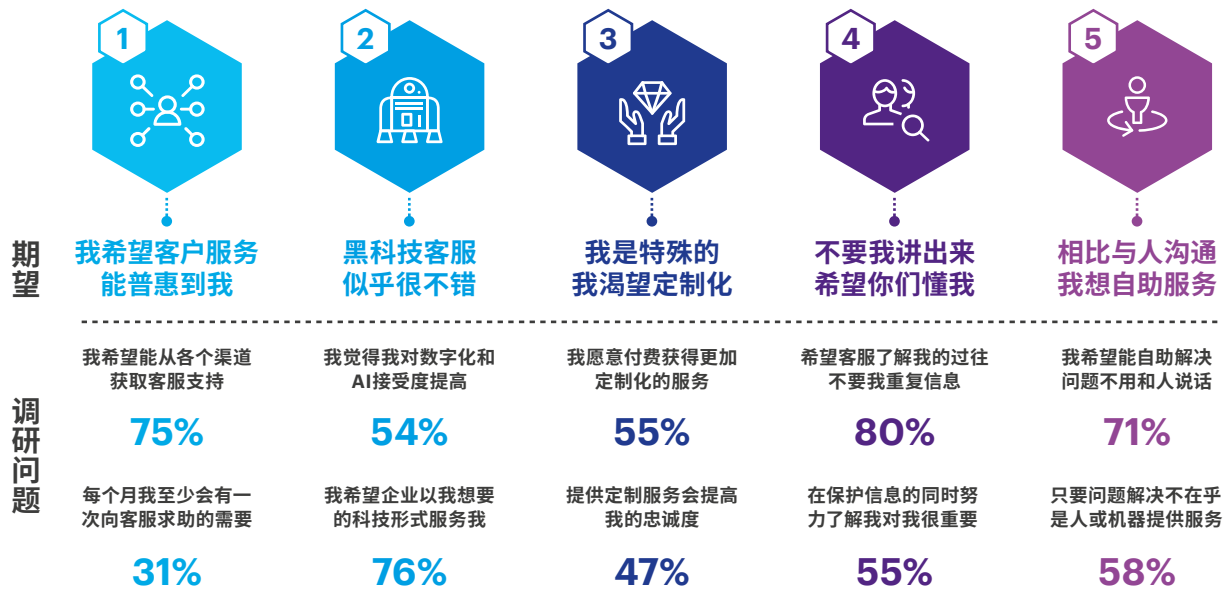 1
2
3
4
5
期望
我希望客户服务
能普惠到我
黑科技客服
似乎很不错
我是特殊的
我渴望定制化
不要我讲出来
希望你们懂我
相比与人沟通
我想自助服务
调研问题
我希望能从各个渠道
获取客服支持
75%
我觉得我对数字化和
AI接受度提高
54%
我愿意付费获得更加
定制化的服务
55%
希望客服了解我的过往
不要我重复信息
80%
我希望能自助解决
问题不用和人说话
71%
每个月我至少会有一
次向客服求助的需要
31%
我希望企业以我想要
的科技形式服务我
76%
提供定制服务会提高
我的忠诚度
47%
在保护信息的同时努
力了解我对我很重要
55%
只要问题解决不在乎
是人或机器提供服务
58%